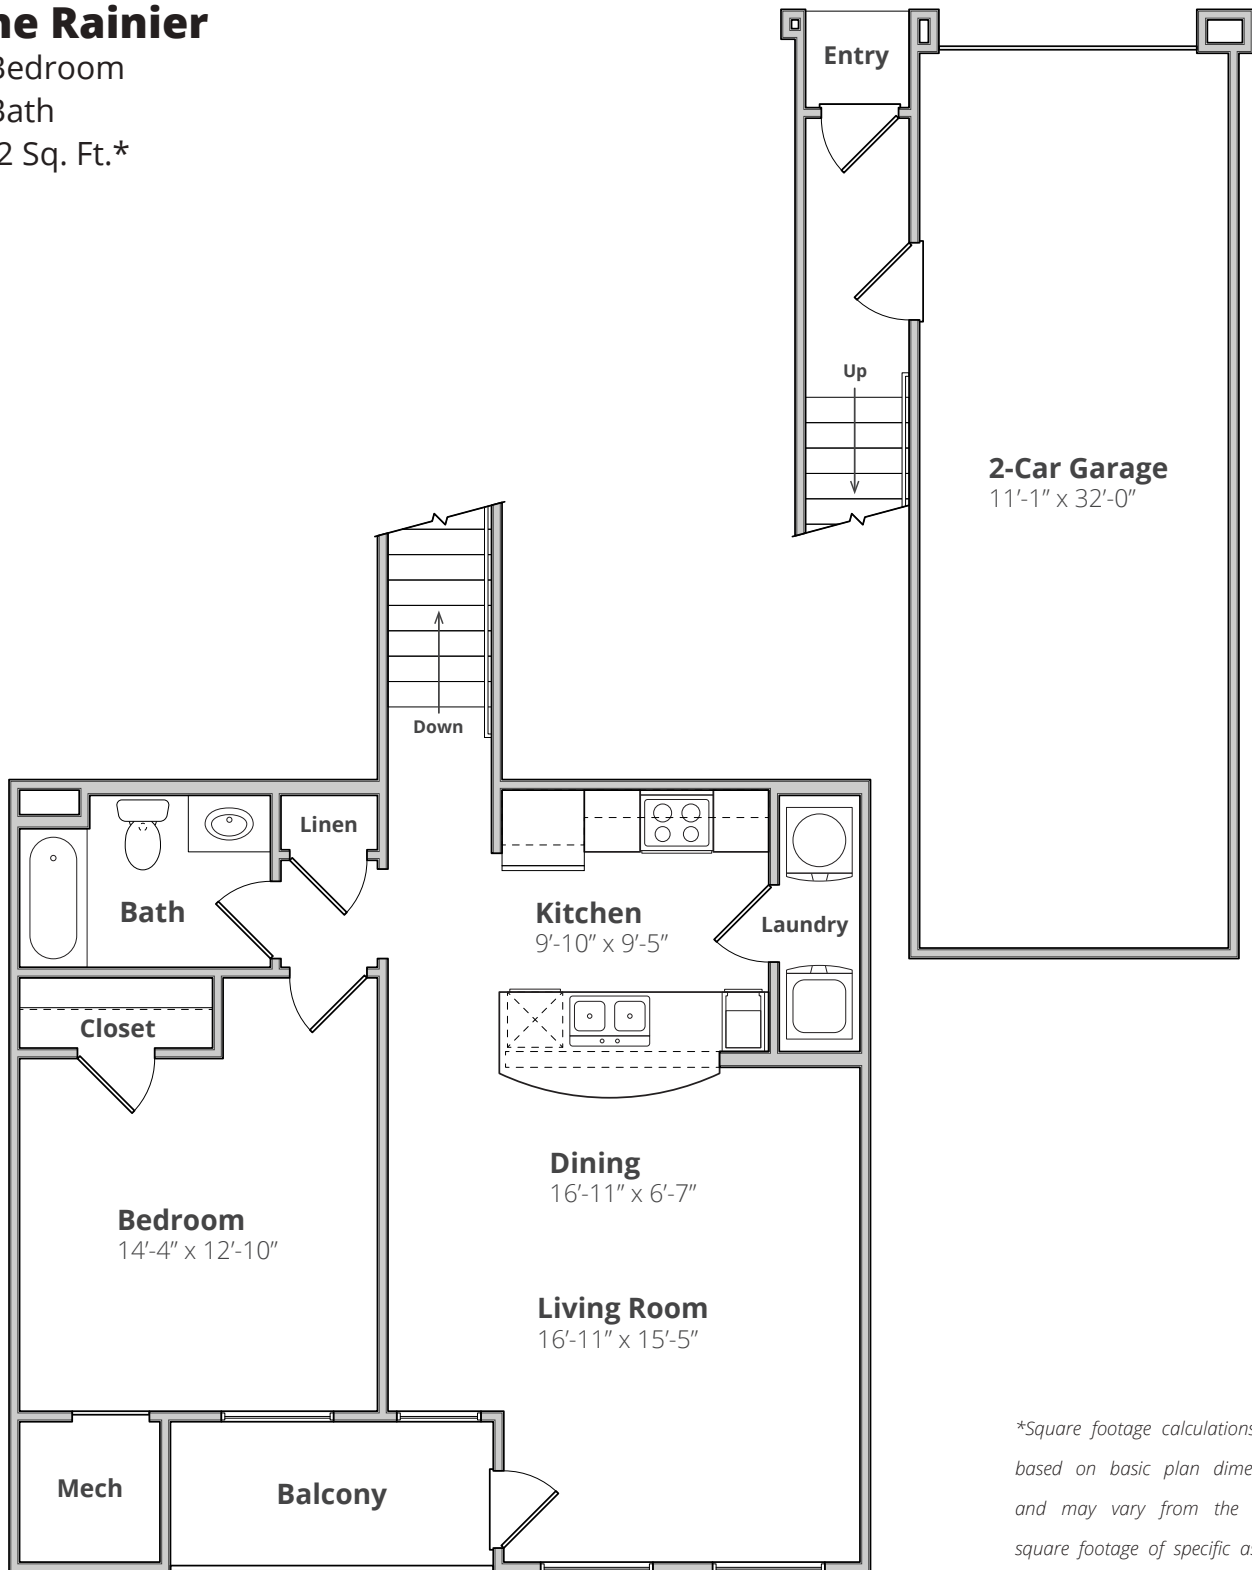 Rainier
Bedroom
Bath
Sq. Ft.*
Entry
Up
2-Car Garage
11’-1” x 32’-0”
Down
Linen
Bath
Kitchen
9’-10” x 9’-5”
Laundry
Closet
Dining
16’-11” x 6’-7”
Bedroom
14’-4” x 12’-10”
Living Room
16’-11” x 15’-5”
Mech
Balcony
*Square footage calculations
based on basic plan
and may vary from the
square footage of specific